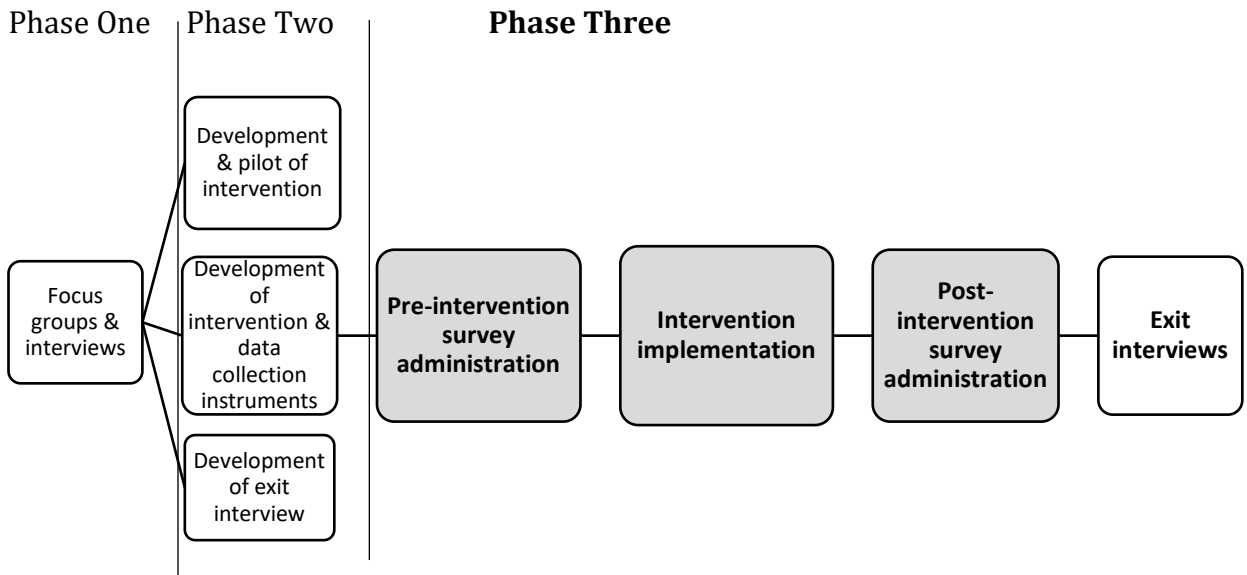 Phase One
Phase Two
Phase Three
Development
& pilot of
intervention
Focus
groups &
interviews
Development
of
intervention &
data
collection
instruments
Development
of exit
interview
Pre-intervention
survey
administration
Intervention
implementation
Post-
intervention
survey
administration
Exit
interviews